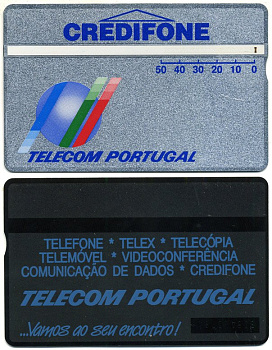 CREDIFONE
50 40 30 20 10 0
TELECOM PORTUGAL
TELEFONE * TELEX * TELECÓPIA
TELEMÓVEL * VIDEOCONFERÊNCIA
COMUNICAÇÃO DE DADOS * CREDIFONE
TELECOM PORTUGAL
...Vamos ao seu encontro!